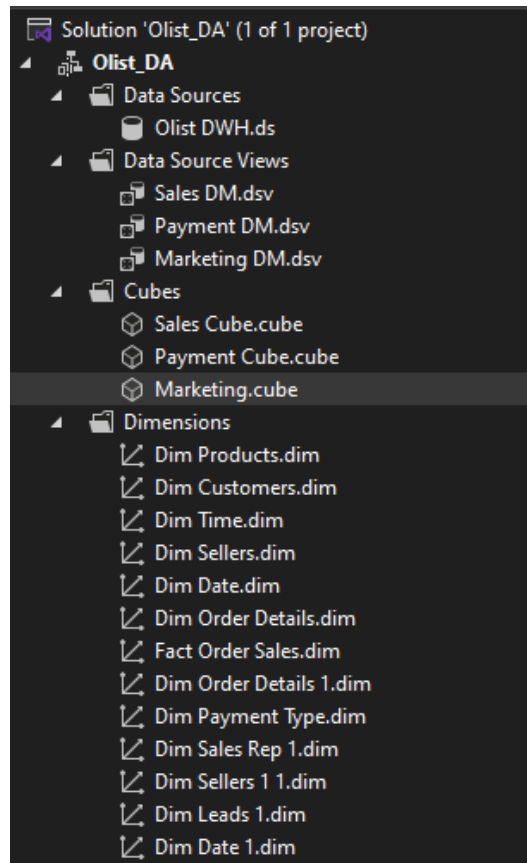 Solution 'Olist_DA' (1 of 1 project)
Olist_DA
Data Sources
Olist DWH.ds
Data Source Views
Sales DM.dsv
Payment DM.dsv
Marketing DM.dsv
Cubes
Sales Cube.cube
Payment Cube.cube
Marketing.cube
Dimensions
Dim Products.dim
Dim Customers.dim
Dim Time.dim
Dim Sellers.dim
Dim Date.dim
Dim Order Details.dim
Fact Order Sales.dim
Dim Order Details 1.dim
Dim Payment Type.dim
Dim Sales Rep 1.dim
Dim Sellers 1 1.dim
Dim Leads 1.dim
Dim Date 1.dim